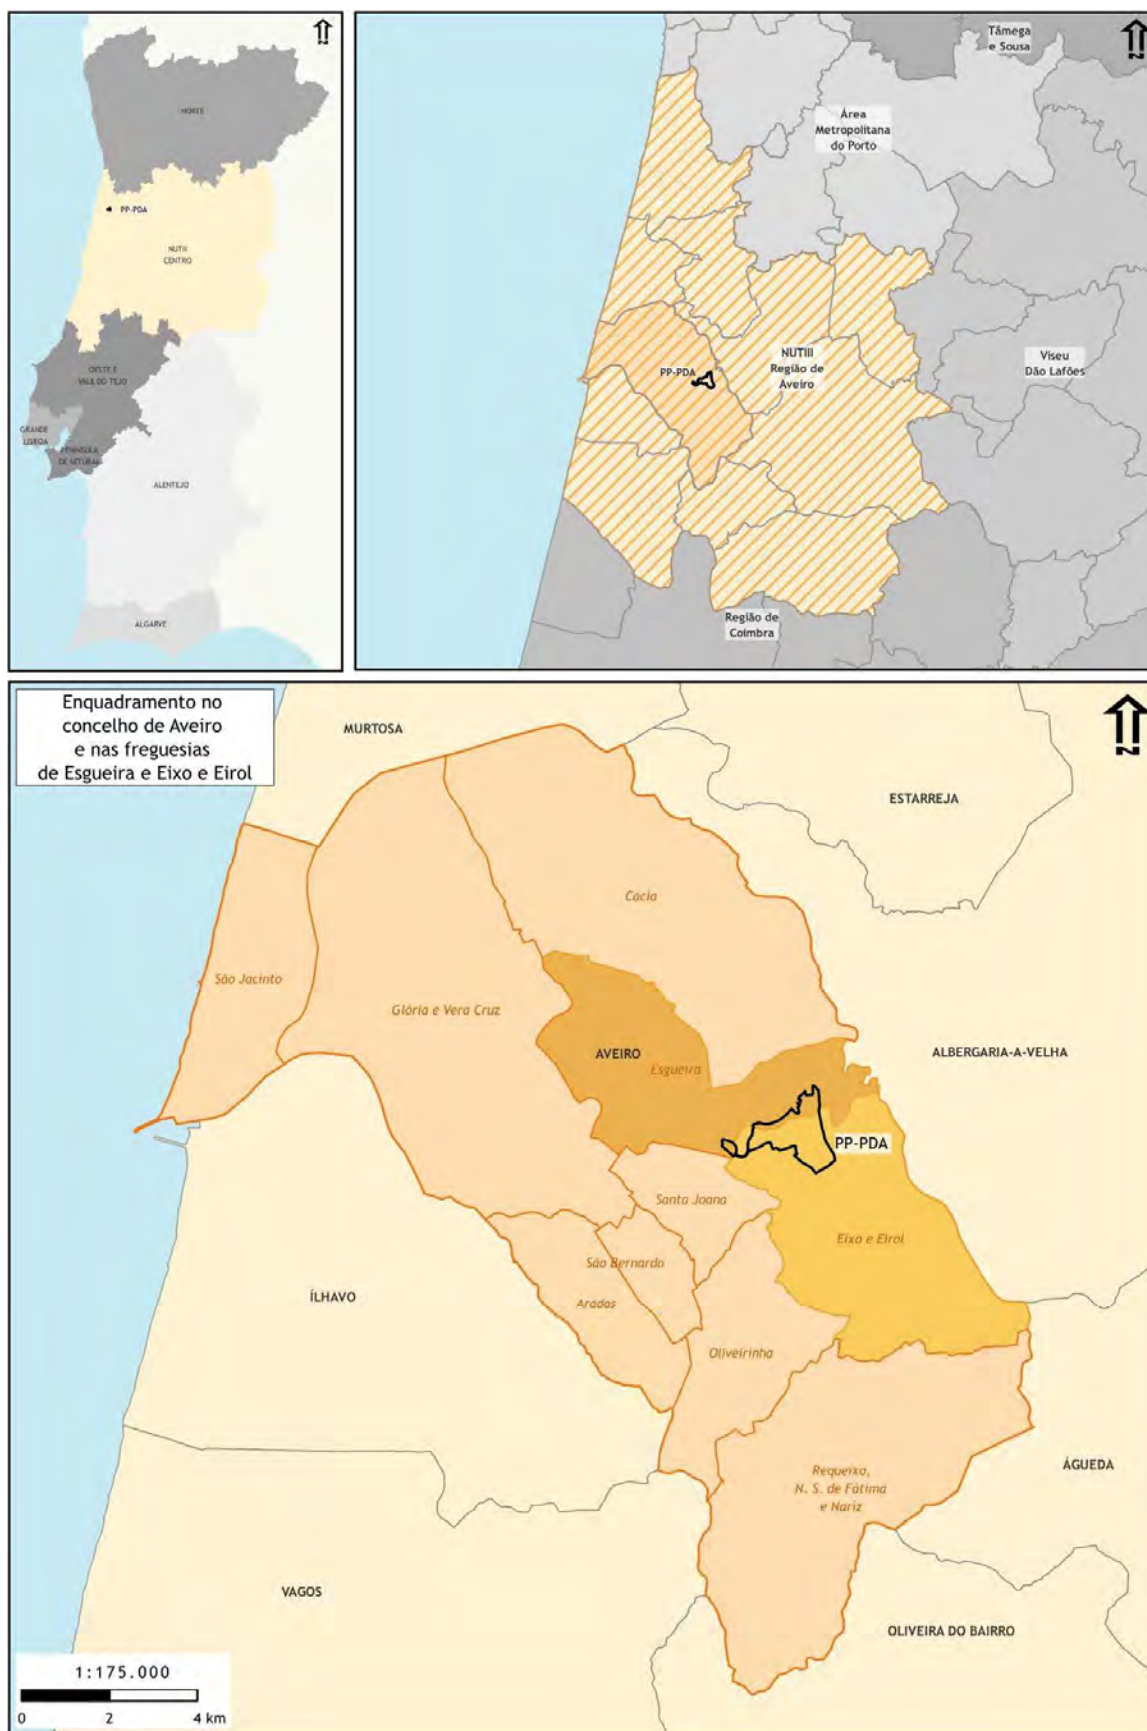 N
NORTE
PP-PDA
NUTII
CENTRO
OESTE E
VALE DO TEJO
GRANDE
LISBOA
PENÍNSULA
DE SETÚBAL
ALENTEJO
ALGARVE
N
Tâmega
e Sousa
Área
Metropolitana
do Porto
NUTIII
Região de
Aveiro
PP-PDA
Viseu
Dão Lafões
Região de
Coimbra
Enquadramento no
concelho de Aveiro
e nas freguesias
de Esgueira e Eixo e Eirol
N
MURTOSA
ESTARREJA
Cacia
São Jacinto
Glória e Vera Cruz
AVEIRO
Esgueira
ALBERGARIA-A-VELHA
PP-PDA
Santa Joana
Eixo e Eirol
São Bernardo
ÍLHAVO
Aradas
Oliveirinha
Requeixo,
N. S. de Fátima
e Nariz
ÁGUEDA
VAGOS
OLIVEIRA DO BAIRRO
1:175.000
0 2 4 km